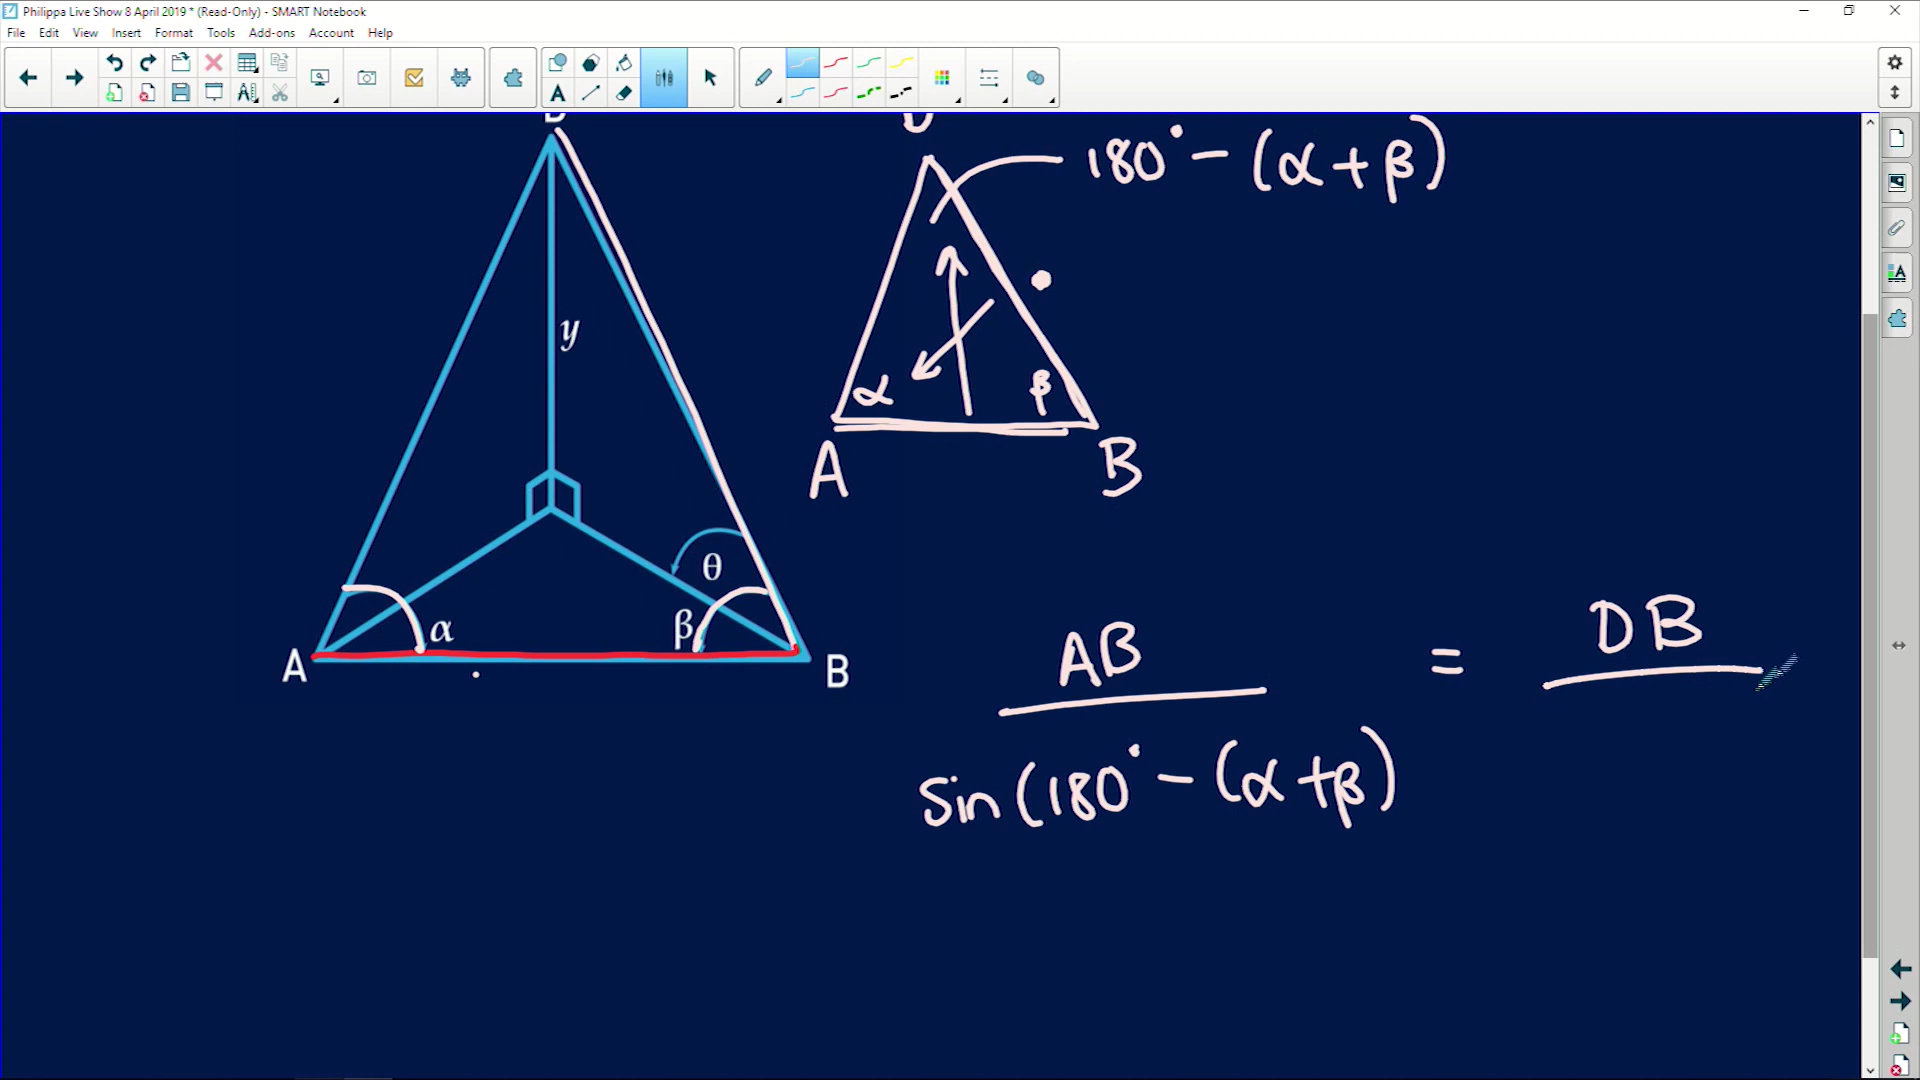 Philippa Live Show 8 April 2019 * (Read-Only) - SMART Notebook
File Edit View Insert Format Tools Add-ons Account Help
D
180° - (α + β)
y
α
β
A
B
θ
α
β
A
B
AB = DB
sin (180° - (α + β)